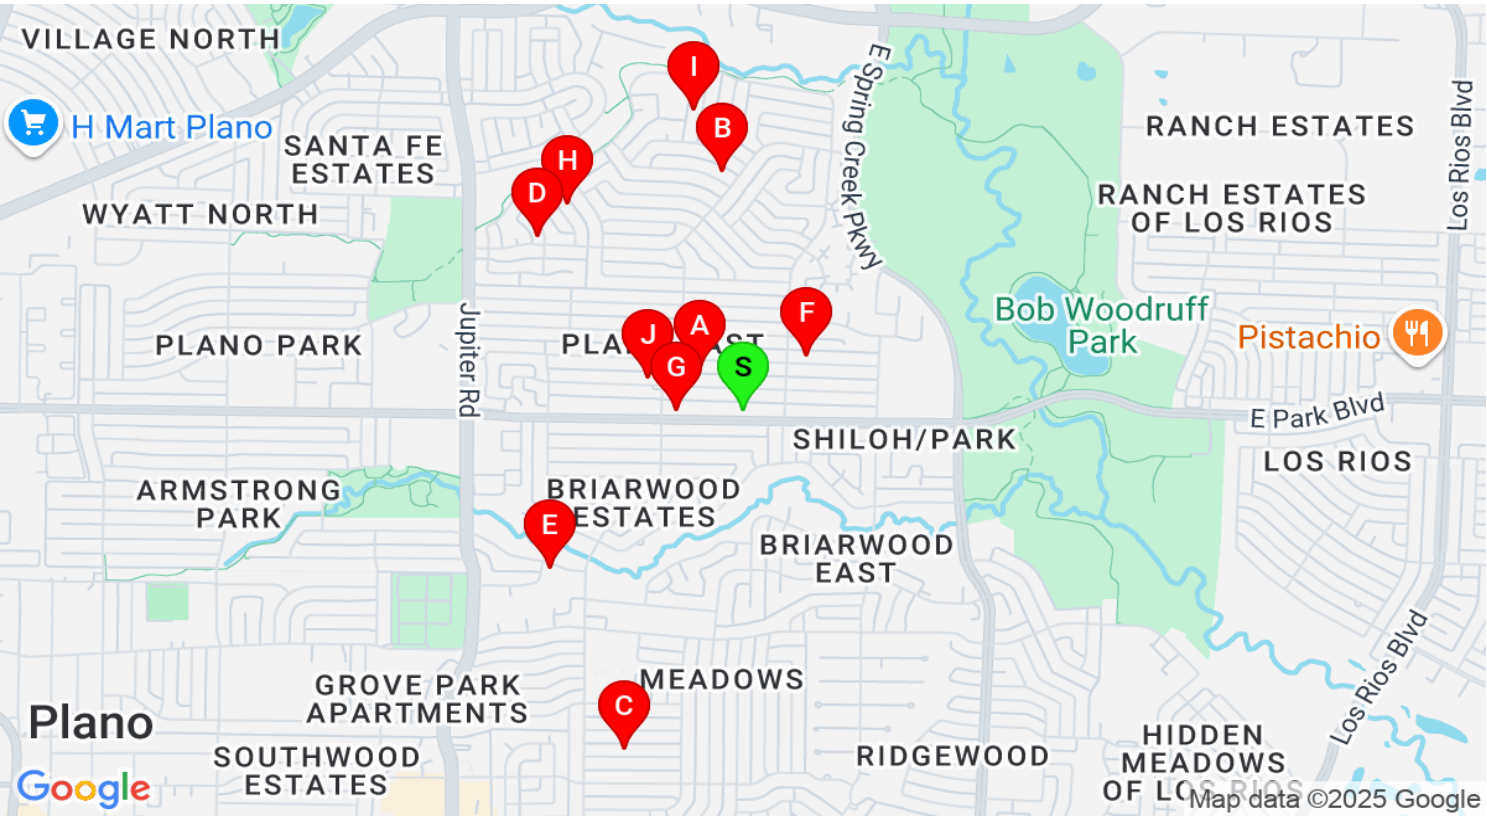 VILLAGE NORTH
H Mart Plano
SANTA FE
ESTATES
WYATT NORTH
I
B
H
D
E Spring Creek Pkwy
RANCH ESTATES
RANCH ESTATES
OF LOS RIOS
Los Rios Blvd
PLANO PARK
Jupiter Rd
J
A
F
G
S
Bob Woodruff
Park
Pistachio
E Park Blvd
SHILOH/PARK
LOS RIOS
ARMSTRONG
PARK
BRIARWOOD
ESTATES
E
BRIARWOOD
EAST
MEADOWS
C
GROVE PARK
APARTMENTS
Plano
SOUTHWOOD
ESTATES
RIDGEWOOD
HIDDEN
MEADOWS
OF LOS RIOS
Los Rios Blvd
Google
Map data ©2025 Google